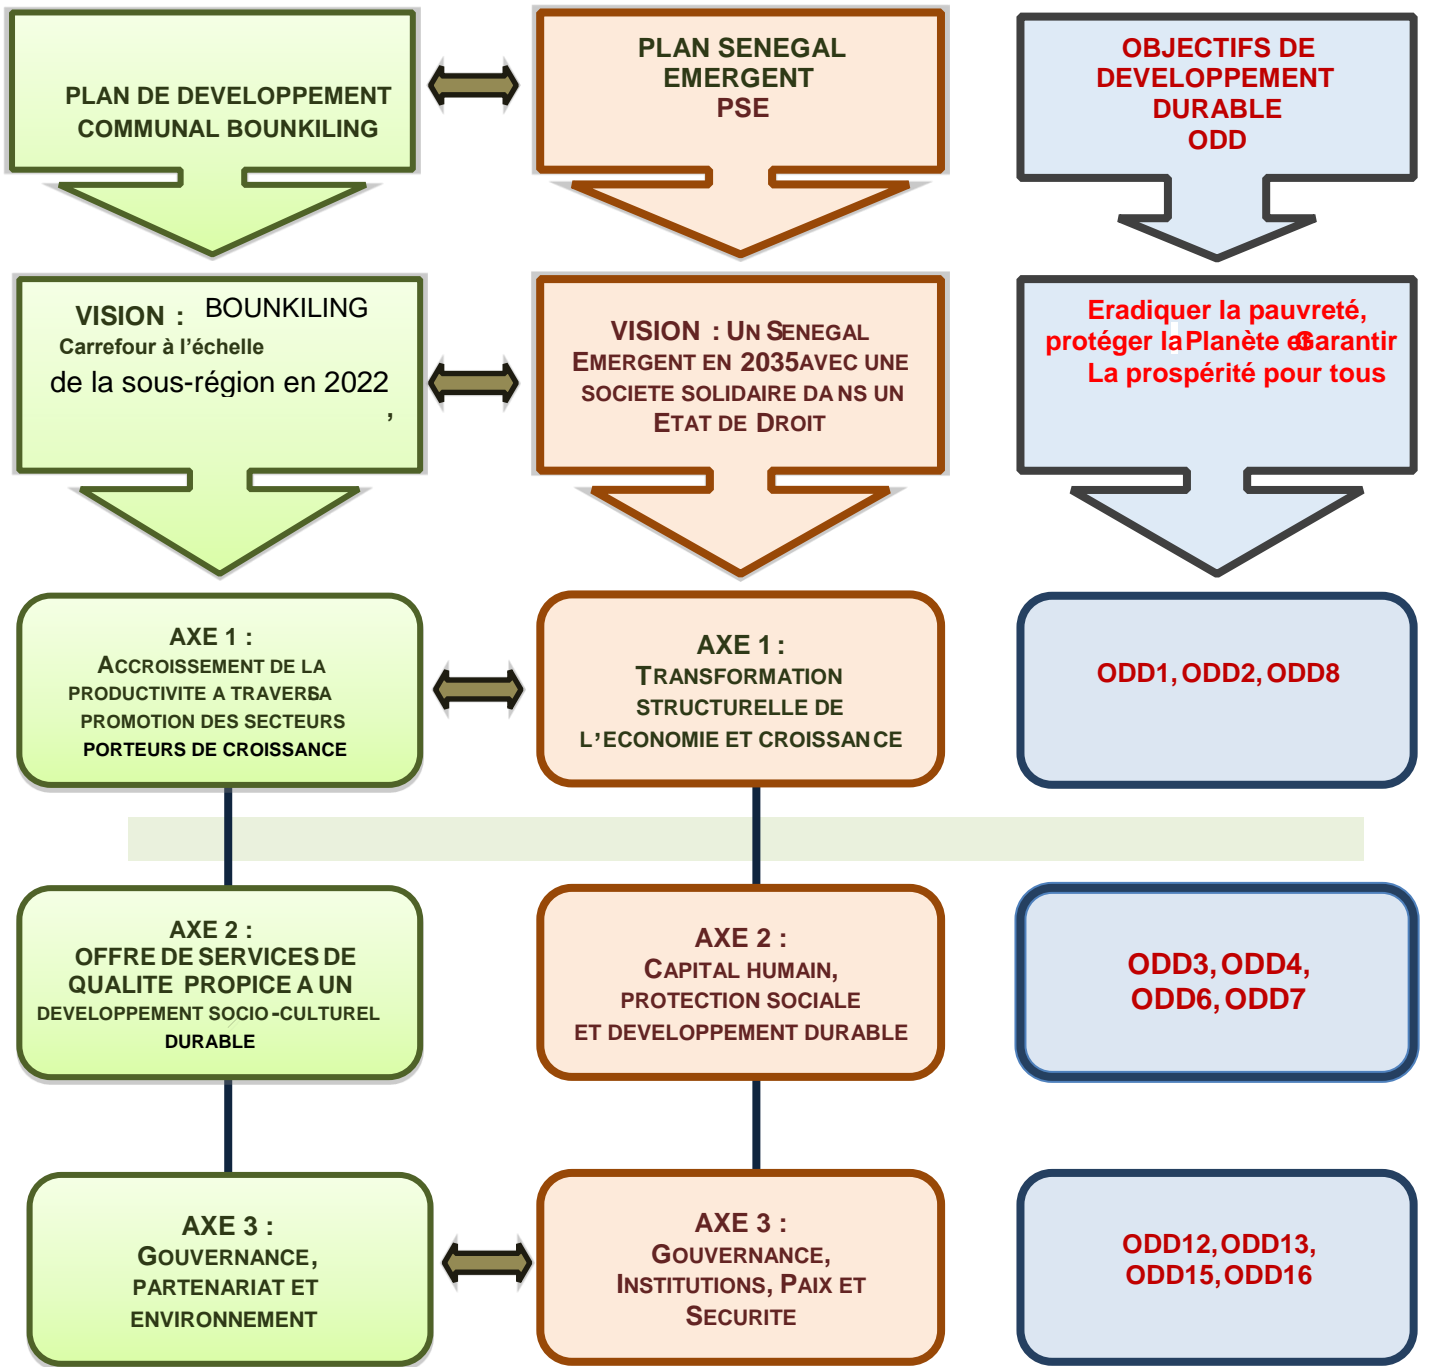 PLAN DE DEVELOPPEMENT
COMMUNAL BOUNKILING
PLAN SENEGAL
EMERGENT
PSE
OBJECTIFS DE
DEVELOPPEMENT
DURABLE
ODD
VISION : BOUNKILING
Carrefour à l’échelle
de la sous-région en 2022
,
VISION : UN SENEGAL
EMERGENT EN 2035AVEC UNE
SOCIETE SOLIDAIRE DANS UN
ETAT DE DROIT
Eradiquer la pauvreté,
protéger la Planète et Garantir
La prospérité pour tous
AXE 1 :
ACCROISSEMENT DE LA
PRODUCTIVITE A TRAVERS LA
PROMOTION DES SECTEURS
PORTEURS DE CROISSANCE
AXE 1 :
TRANSFORMATION
STRUCTURELLE DE
L’ECONOMIE ET CROISSANCE
ODD1, ODD2, ODD8
AXE 2 :
OFFRE DE SERVICES DE
QUALITE PROPICE A UN
DEVELOPPEMENT SOCIO-CULTUREL
DURABLE
AXE 2 :
CAPITAL HUMAIN,
PROTECTION SOCIALE
ET DEVELOPPEMENT DURABLE
ODD3, ODD4,
ODD6, ODD7
AXE 3 :
GOUVERNANCE,
PARTENARIAT ET
ENVIRONNEMENT
AXE 3 :
GOUVERNANCE,
INSTITUTIONS, PAIX ET
SECURITE
ODD12, ODD13,
ODD15, ODD16